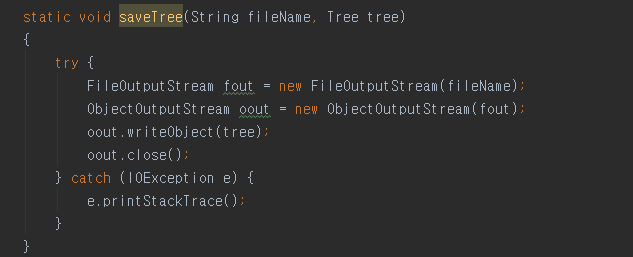 static void saveTree(String fileName, Tree tree)
{
try {
FileOutputStream fout = new FileOutputStream(fileName);
ObjectOutputStream oout = new ObjectOutputStream(fout);
oout.writeObject(tree);
oout.close();
} catch (IOException e) {
e.printStackTrace();
}
}